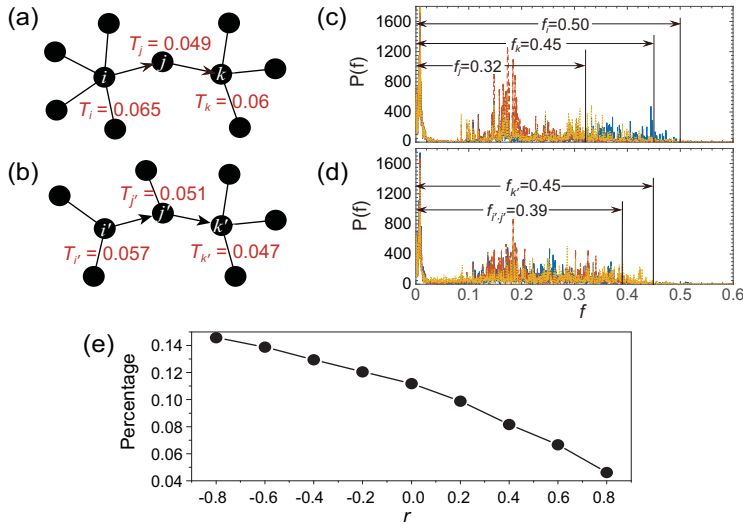 (a)
T_j = 0.049
i
j
k
T_i = 0.065
T_k = 0.06
(b)
T_j' = 0.051
i'
j'
k'
T_i' = 0.057
T_k' = 0.047
(c)
P(f)
1600
1200
800
400
0
f_i=0.50
f_k=0.45
f_j=0.32
(d)
P(f)
1600
1200
800
400
0
f_k'=0.45
f_i',j'=0.39
0 0.1 0.2 0.3 0.4 0.5 0.6
f
(e)
Percentage
0.14
0.12
0.10
0.08
0.06
0.04
-0.8 -0.6 -0.4 -0.2 0.0 0.2 0.4 0.6 0.8
r